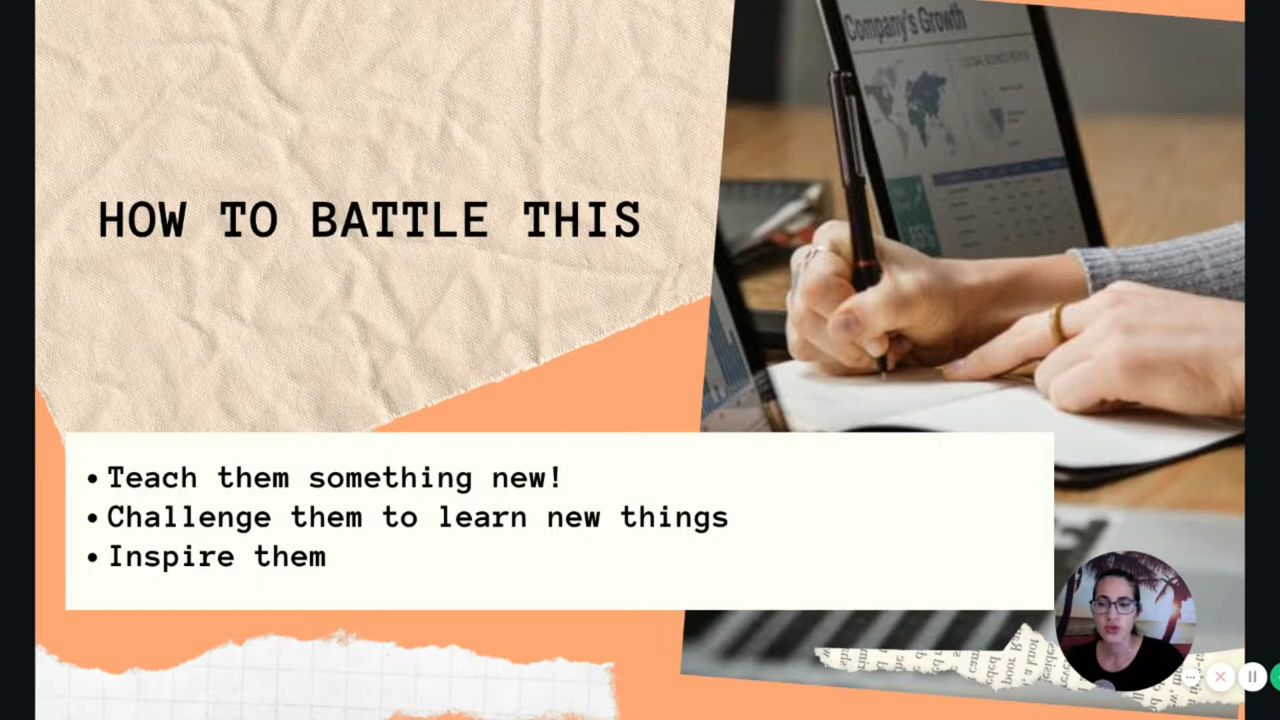 HOW TO BATTLE THIS
Company's Growth
• Teach them something new!
• Challenge them to learn new things
• Inspire them